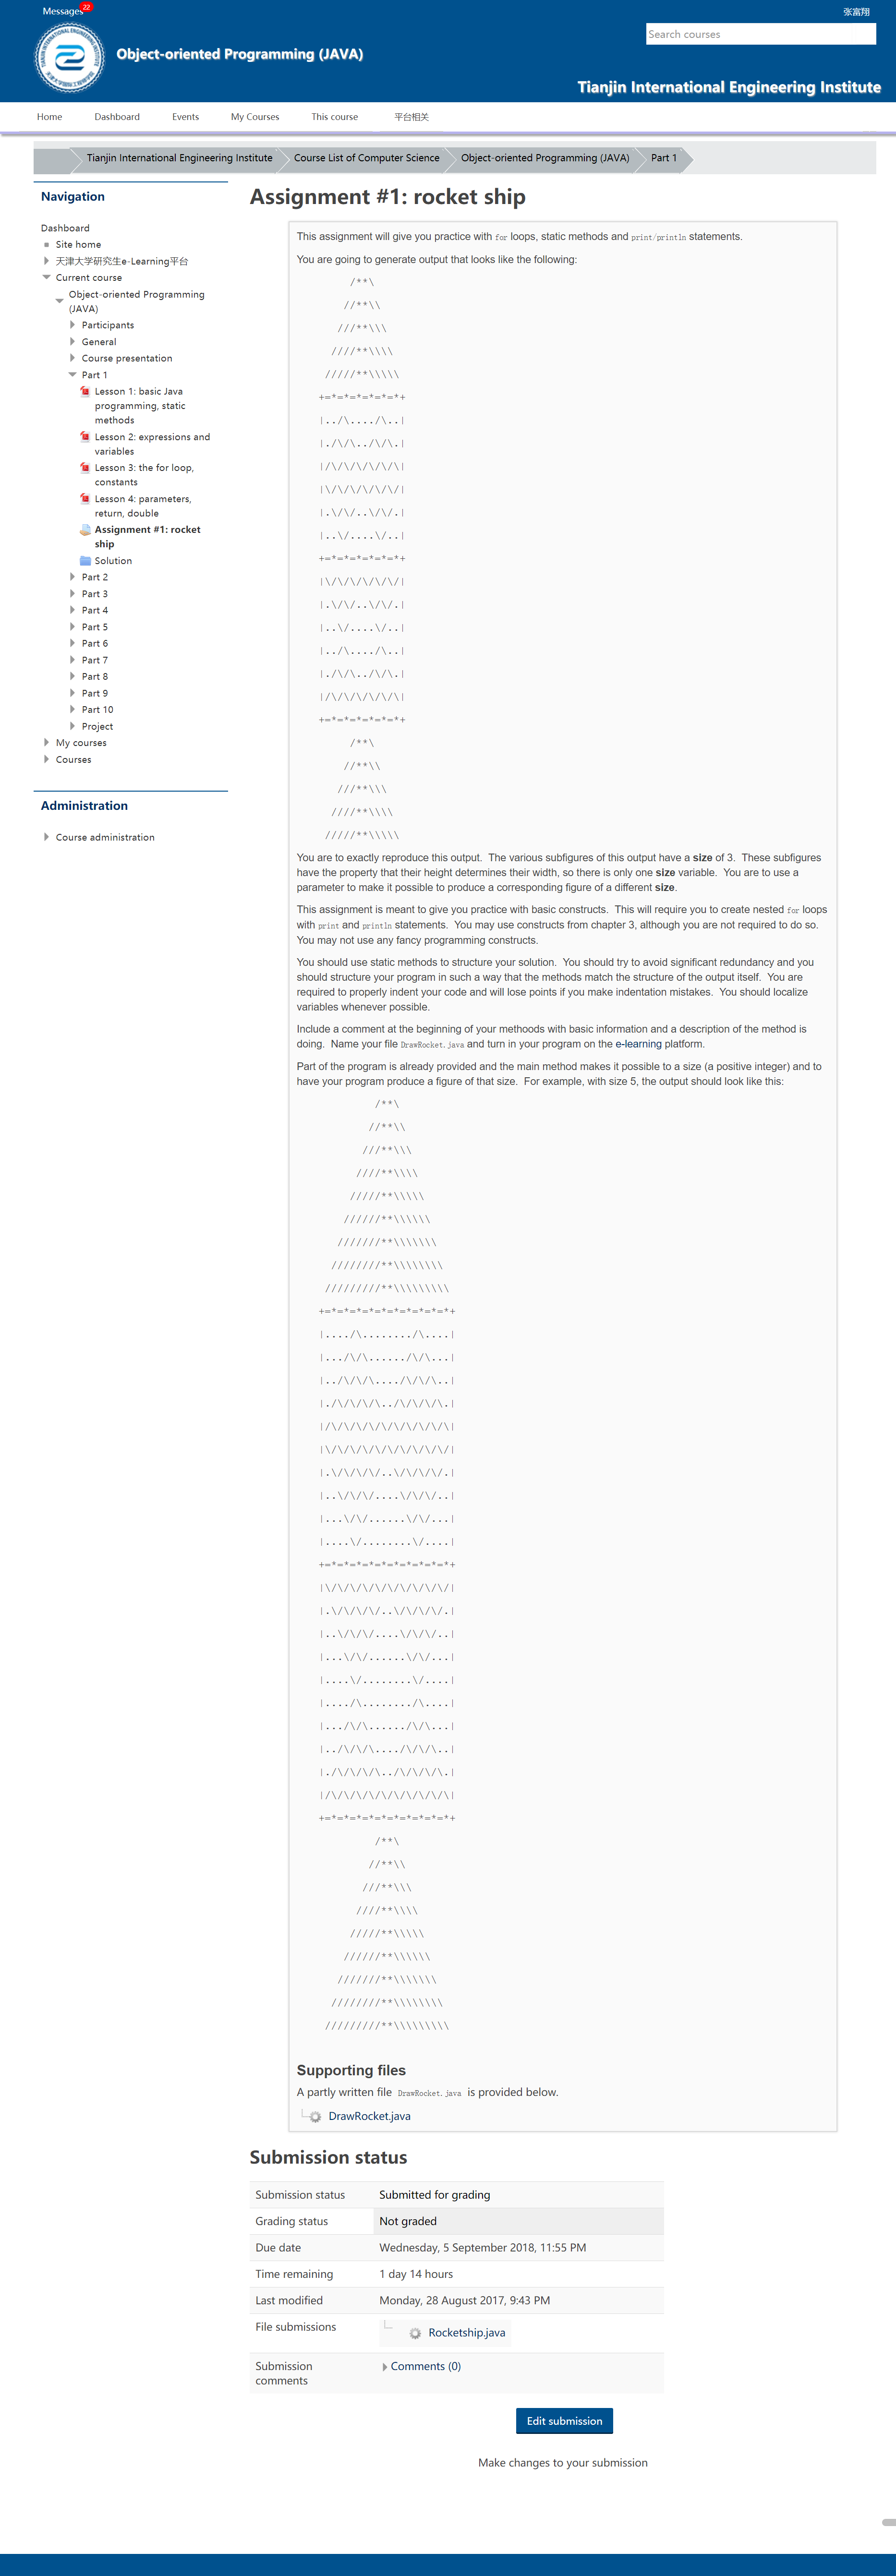 Messages 22
张富翔
Object-oriented Programming (JAVA)
Search courses
Tianjin International Engineering Institute
Home Dashboard Events My Courses This course 平台相关
Tianjin International Engineering Institute Course List of Computer Science Object-oriented Programming (JAVA) Part 1
Navigation
Dashboard
Site home
天津大学研究生e-Learning平台
Current course
Object-oriented Programming
(JAVA)
Participants
General
Course presentation
Part 1
Lesson 1: basic Java
programming, static
methods
Lesson 2: expressions and
variables
Lesson 3: the for loop,
constants
Lesson 4: parameters,
return, double
Assignment #1: rocket
ship
Solution
Part 2
Part 3
Part 4
Part 5
Part 6
Part 7
Part 8
Part 9
Part 10
Project
My courses
Courses
Administration
Course administration
Assignment #1: rocket ship
This assignment will give you practice with for loops, static methods and print/println statements.
You are going to generate output that looks like the following:
     /**\
    //**\\
   ///**\\\
  ////**\\\\
 /////**\\\\\
+=*=*=*=*=*=*+
|../\..../\..|
|./\/\../\/\.|
|/\/\/\/\/\/\|
|\/\/\/\/\/\/|
|.\/\/..\/\/.|
|..\/....\/..|
+=*=*=*=*=*=*+
|\/\/\/\/\/\/|
|.\/\/..\/\/.|
|..\/....\/..|
|../\..../\..|
|./\/\../\/\.|
|/\/\/\/\/\/\|
+=*=*=*=*=*=*+
     /**\
    //**\\
   ///**\\\
  ////**\\\\
 /////**\\\\\
You are to exactly reproduce this output. The various subfigures of this output have a size of 3. These subfigures
have the property that their height determines their width, so there is only one size variable. You are to use a
parameter to make it possible to produce a corresponding figure of a different size.
This assignment is meant to give you practice with basic constructs. This will require you to create nested for loops
with print and println statements. You may use constructs from chapter 3, although you are not required to do so.
You may not use any fancy programming constructs.
You should use static methods to structure your solution. You should try to avoid significant redundancy and you
should structure your program in such a way that the methods match the structure of the output itself. You are
required to properly indent your code and will lose points if you make indentation mistakes. You should localize
variables whenever possible.
Include a comment at the beginning of your methoods with basic information and a description of the method is
doing. Name your file DrawRocket.java and turn in your program on the e-learning platform.
Part of the program is already provided and the main method makes it possible to a size (a positive integer) and to
have your program produce a figure of that size. For example, with size 5, the output should look like this:
         /**\
        //**\\
       ///**\\\
      ////**\\\\
     /////**\\\\\
    //////**\\\\\\
   ///////**\\\\\\\
  ////////**\\\\\\\\
 /////////**\\\\\\\\\
+=*=*=*=*=*=*=*=*=*=*+
|..../\......../\....|
|.../\/\....../\/\...|
|../\/\/\..../\/\/\..|
|./\/\/\/\../\/\/\/\.|
|/\/\/\/\/\/\/\/\/\/\|
|\/\/\/\/\/\/\/\/\/\/|
|.\/\/\/\/..\/\/\/\/.|
|..\/\/\/....\/\/\/..|
|...\/\/......\/\/...|
|....\/........\/....|
+=*=*=*=*=*=*=*=*=*=*+
|\/\/\/\/\/\/\/\/\/\/|
|.\/\/\/\/..\/\/\/\/.|
|..\/\/\/....\/\/\/..|
|...\/\/......\/\/...|
|....\/........\/....|
|..../\......../\....|
|.../\/\....../\/\...|
|../\/\/\..../\/\/\..|
|./\/\/\/\../\/\/\/\.|
|/\/\/\/\/\/\/\/\/\/\|
+=*=*=*=*=*=*=*=*=*=*+
         /**\
        //**\\
       ///**\\\
      ////**\\\\
     /////**\\\\\
    //////**\\\\\\
   ///////**\\\\\\\
  ////////**\\\\\\\\
 /////////**\\\\\\\\\
Supporting files
A partly written file DrawRocket.java is provided below.
DrawRocket.java
Submission status
Submission status Submitted for grading
Grading status Not graded
Due date Wednesday, 5 September 2018, 11:55 PM
Time remaining 1 day 14 hours
Last modified Monday, 28 August 2017, 9:43 PM
File submissions Rocketship.java
Submission
comments
Comments (0)
Edit submission
Make changes to your submission